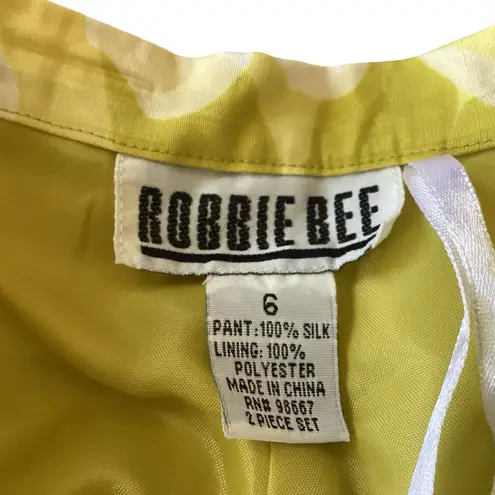 ROBBIE BEE
6
PANT: 100% SILK
LINING: 100%
POLYESTER
MADE IN CHINA
RN# 98667
2 PIECE SET